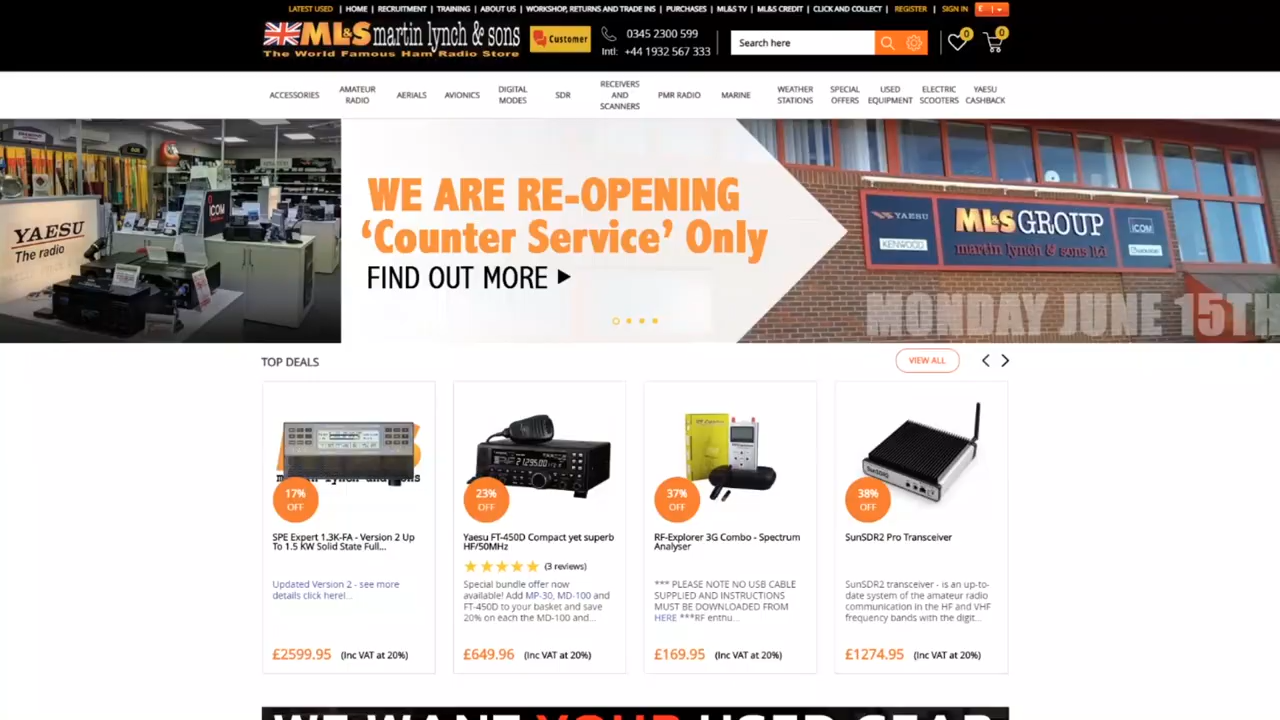 LATEST USED | HOME | RECRUITMENT | TRAINING | ABOUT US | WORKSHOP, RETURNS AND TRADE INS | PURCHASES | ML&S TV | ML&S CREDIT | CLICK AND COLLECT | REGISTER | SIGN IN £ |
ML&S martin lynch & sons
The World Famous Ham Radio Store
Customer
0345 2300 599
Intl: +44 1932 567 333
Search here
0
0
ACCESSORIES
AMATEUR
RADIO
AERIALS
AVIONICS
DIGITAL
MODES
SDR
RECEIVERS
AND
SCANNERS
PMR RADIO
MARINE
WEATHER
STATIONS
SPECIAL
OFFERS
USED
EQUIPMENT
ELECTRIC
SCOOTERS
YAESU
CASHBACK
YAESU
The radio
ICOM
WE ARE RE-OPENING
‘Counter Service’ Only
FIND OUT MORE
YAESU
KENWOOD
ML&S GROUP
martin lynch & sons ltd
ICOM
MONDAY JUNE 15TH
TOP DEALS
VIEW ALL
17%
OFF
SPE Expert 1.3K-FA - Version 2 Up
To 1.5 KW Solid State Full...
Updated Version 2 - see more
details click here!...
£2599.95 (Inc VAT at 20%)
23%
OFF
Yaesu FT-450D Compact yet superb
HF/50MHz
(3 reviews)
Special bundle offer now
available! Add MP-30, MD-100 and
FT-450D to your basket and save
20% on each the MD-100 and...
£649.96 (Inc VAT at 20%)
37%
OFF
RF-Explorer 3G Combo - Spectrum
Analyser
*** PLEASE NOTE NO USB CABLE
SUPPLIED AND INSTRUCTIONS
MUST BE DOWNLOADED FROM
HERE ***RF enthu...
£169.95 (Inc VAT at 20%)
SunSDR2
38%
OFF
SunSDR2 Pro Transceiver
SunSDR2 transceiver - is an up-to-
date system of the amateur radio
communication in the HF and VHF
frequency bands with the digit...
£1274.95 (Inc VAT at 20%)
WE WANT YOUR USED GEAR